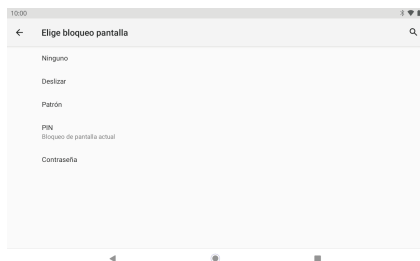 10:00
Elige bloqueo pantalla
Ninguno
Deslizar
Patrón
PIN
Bloqueo de pantalla actual
Contraseña